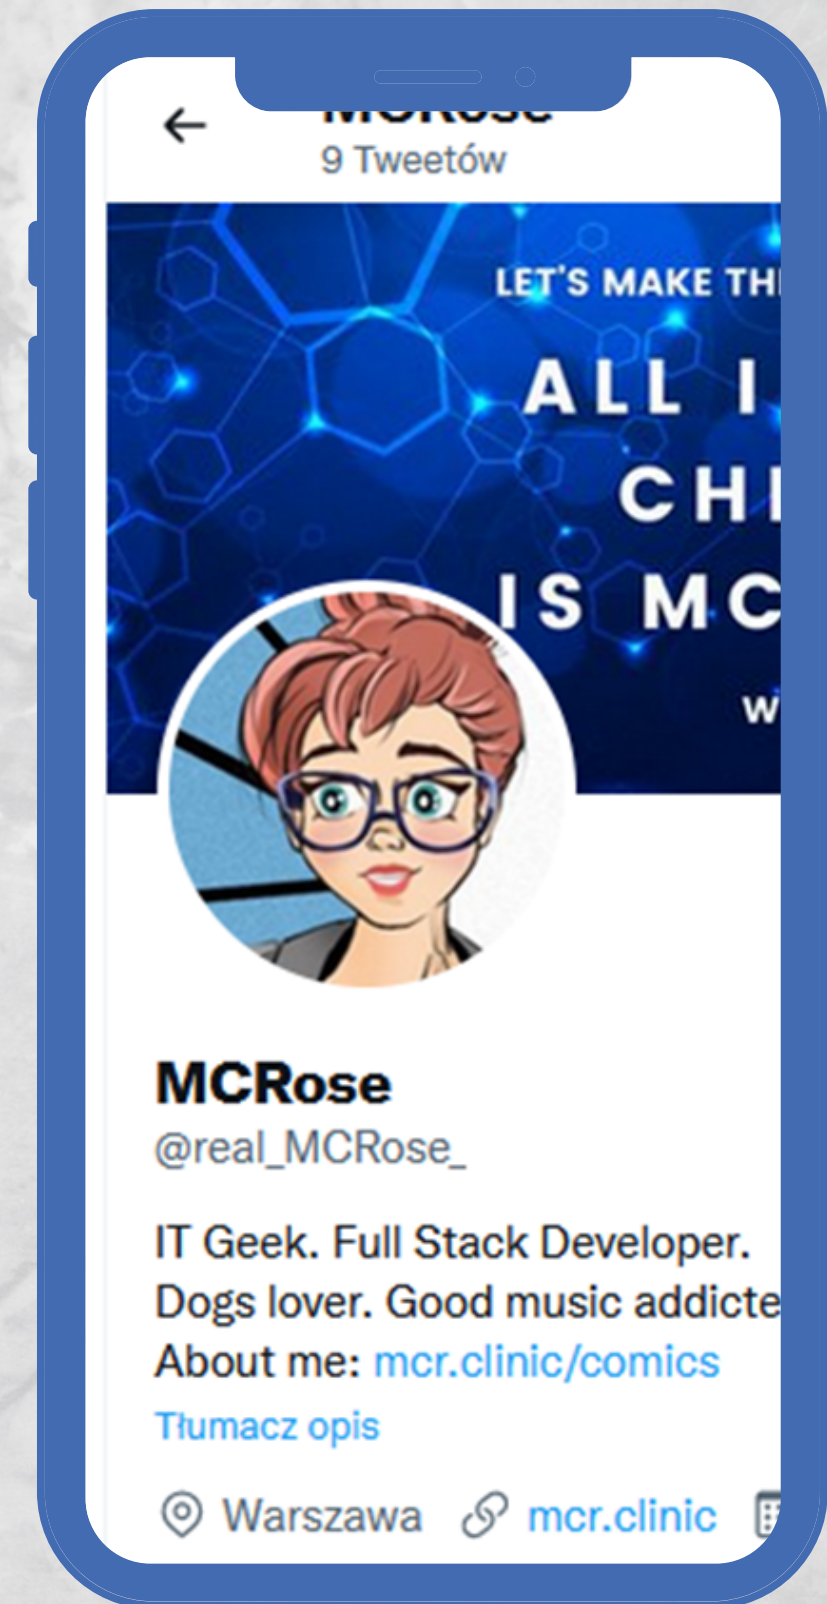 MCRose
9 Tweetów
LET'S MAKE TH
ALL I
CH
IS MC
W
MCRose
@real_MCRose_
IT Geek. Full Stack Developer.
Dogs lover. Good music addicte
About me: mcr.clinic/comics
Tłumacz opis
Warszawa mcr.clinic